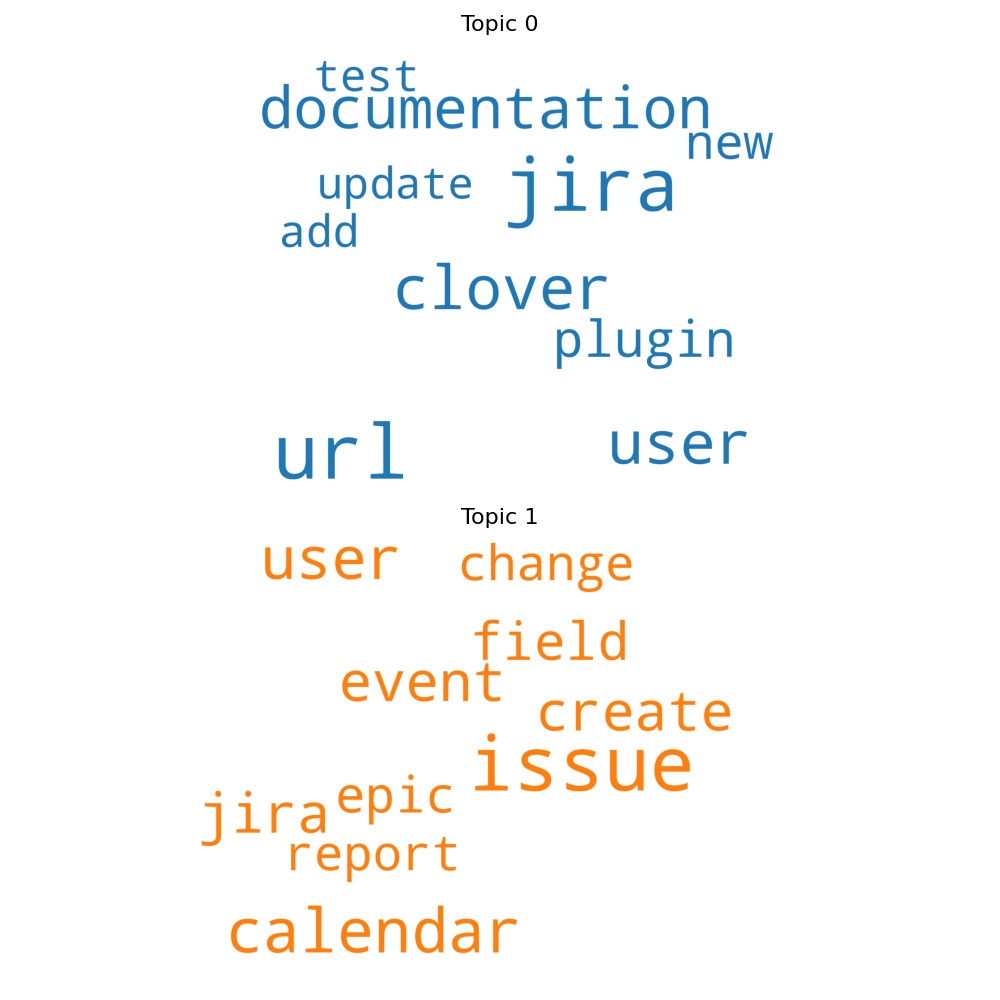 Topic 0
test
documentation
new
update jira
add
clover
plugin
url user
Topic 1
user change
field
event
create
issue
epic
jira
report
calendar